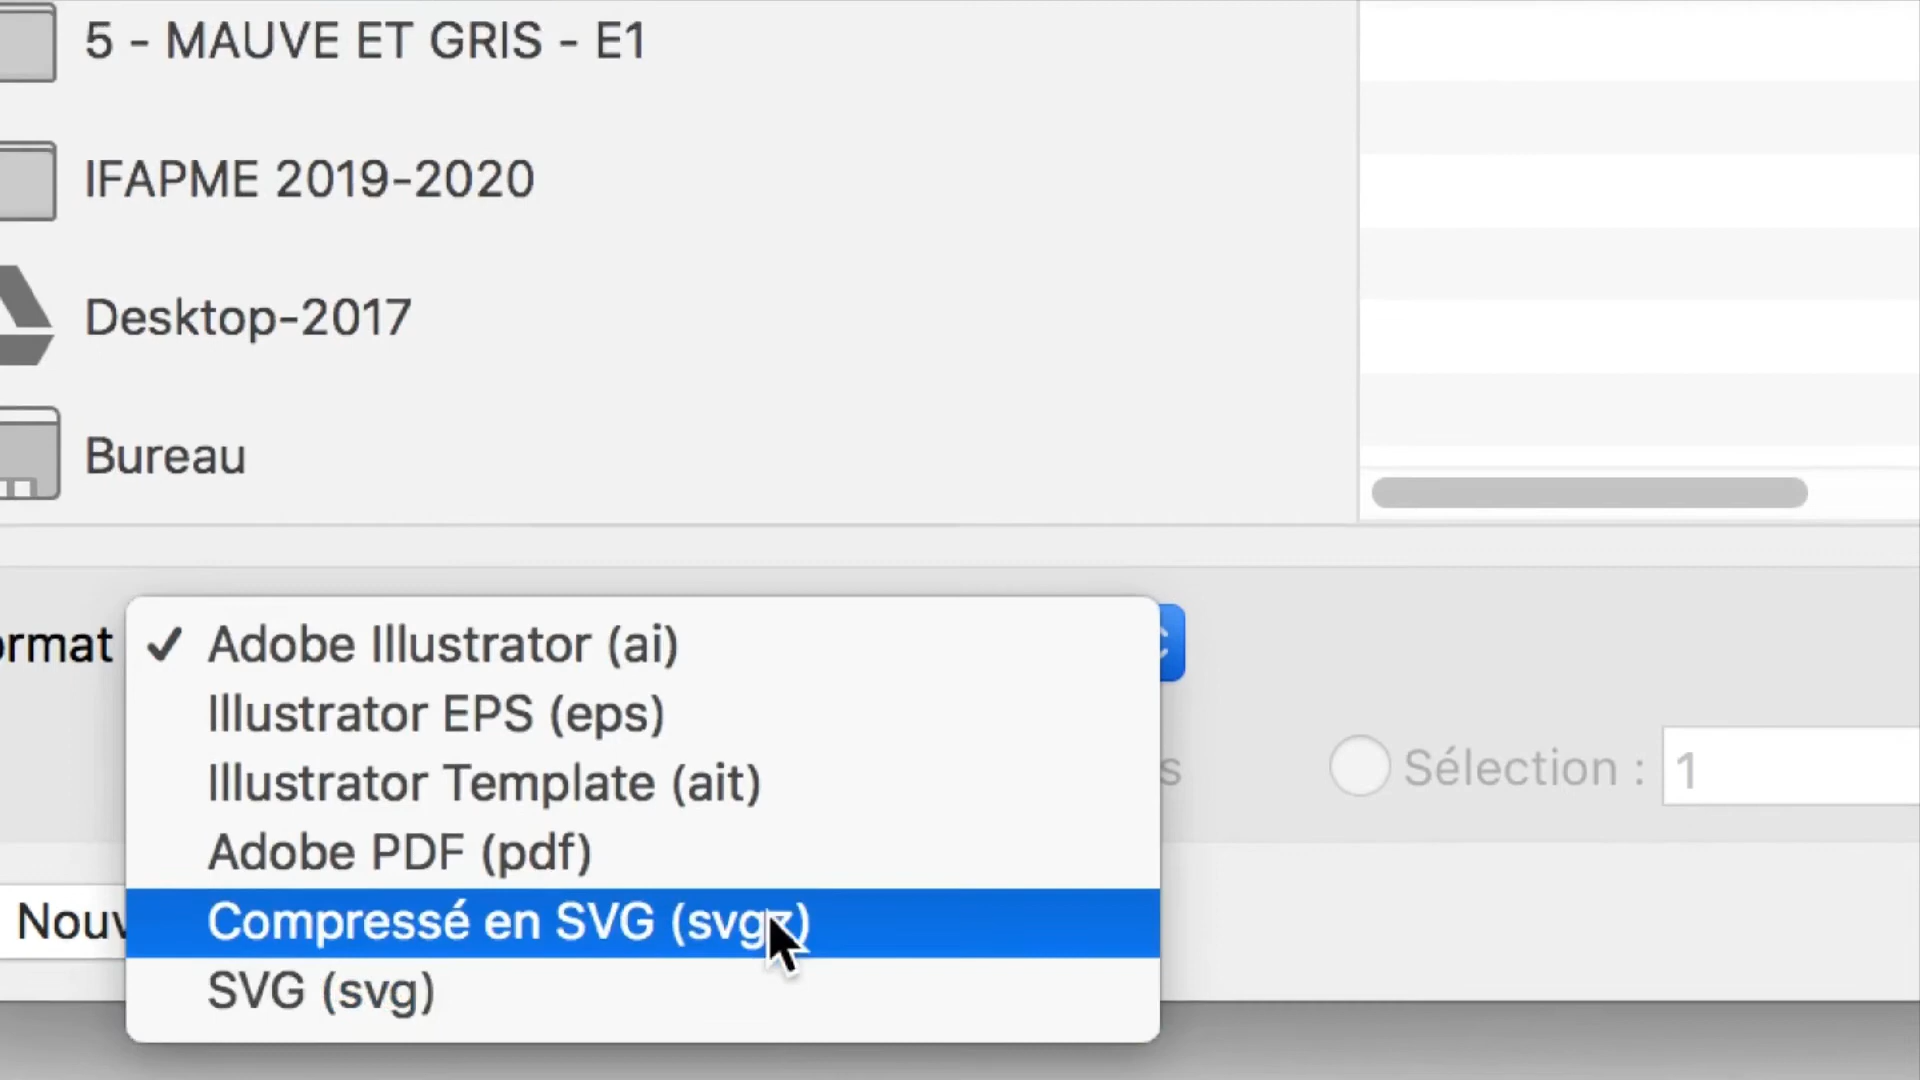 5 - MAUVE ET GRIS - E1
IFAPME 2019-2020
Desktop-2017
Bureau
ormat
✓ Adobe Illustrator (ai)
Illustrator EPS (eps)
Illustrator Template (ait)
Adobe PDF (pdf)
Compressé en SVG (svgz)
SVG (svg)
s
Sélection : 1
Nouv